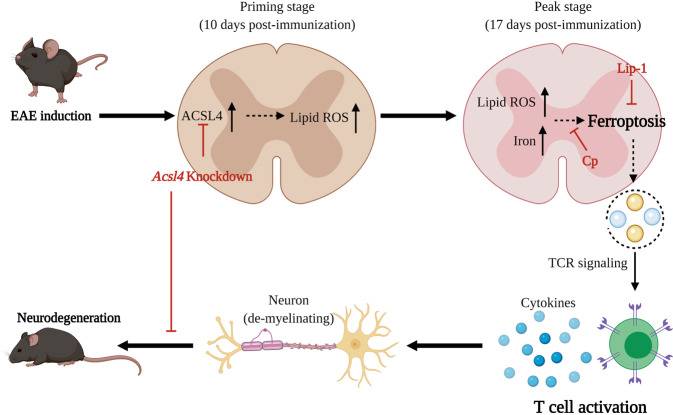 Priming stage
(10 days post-immunization)
Peak stage
(17 days post-immunization)
EAE induction
ACSL4
Lipid ROS
Acsl4 Knockdown
Lip-1
Lipid ROS
Ferroptosis
Iron
Cp
TCR signaling
Neurodegeneration
Neuron
(de-myelinating)
Cytokines
T cell activation